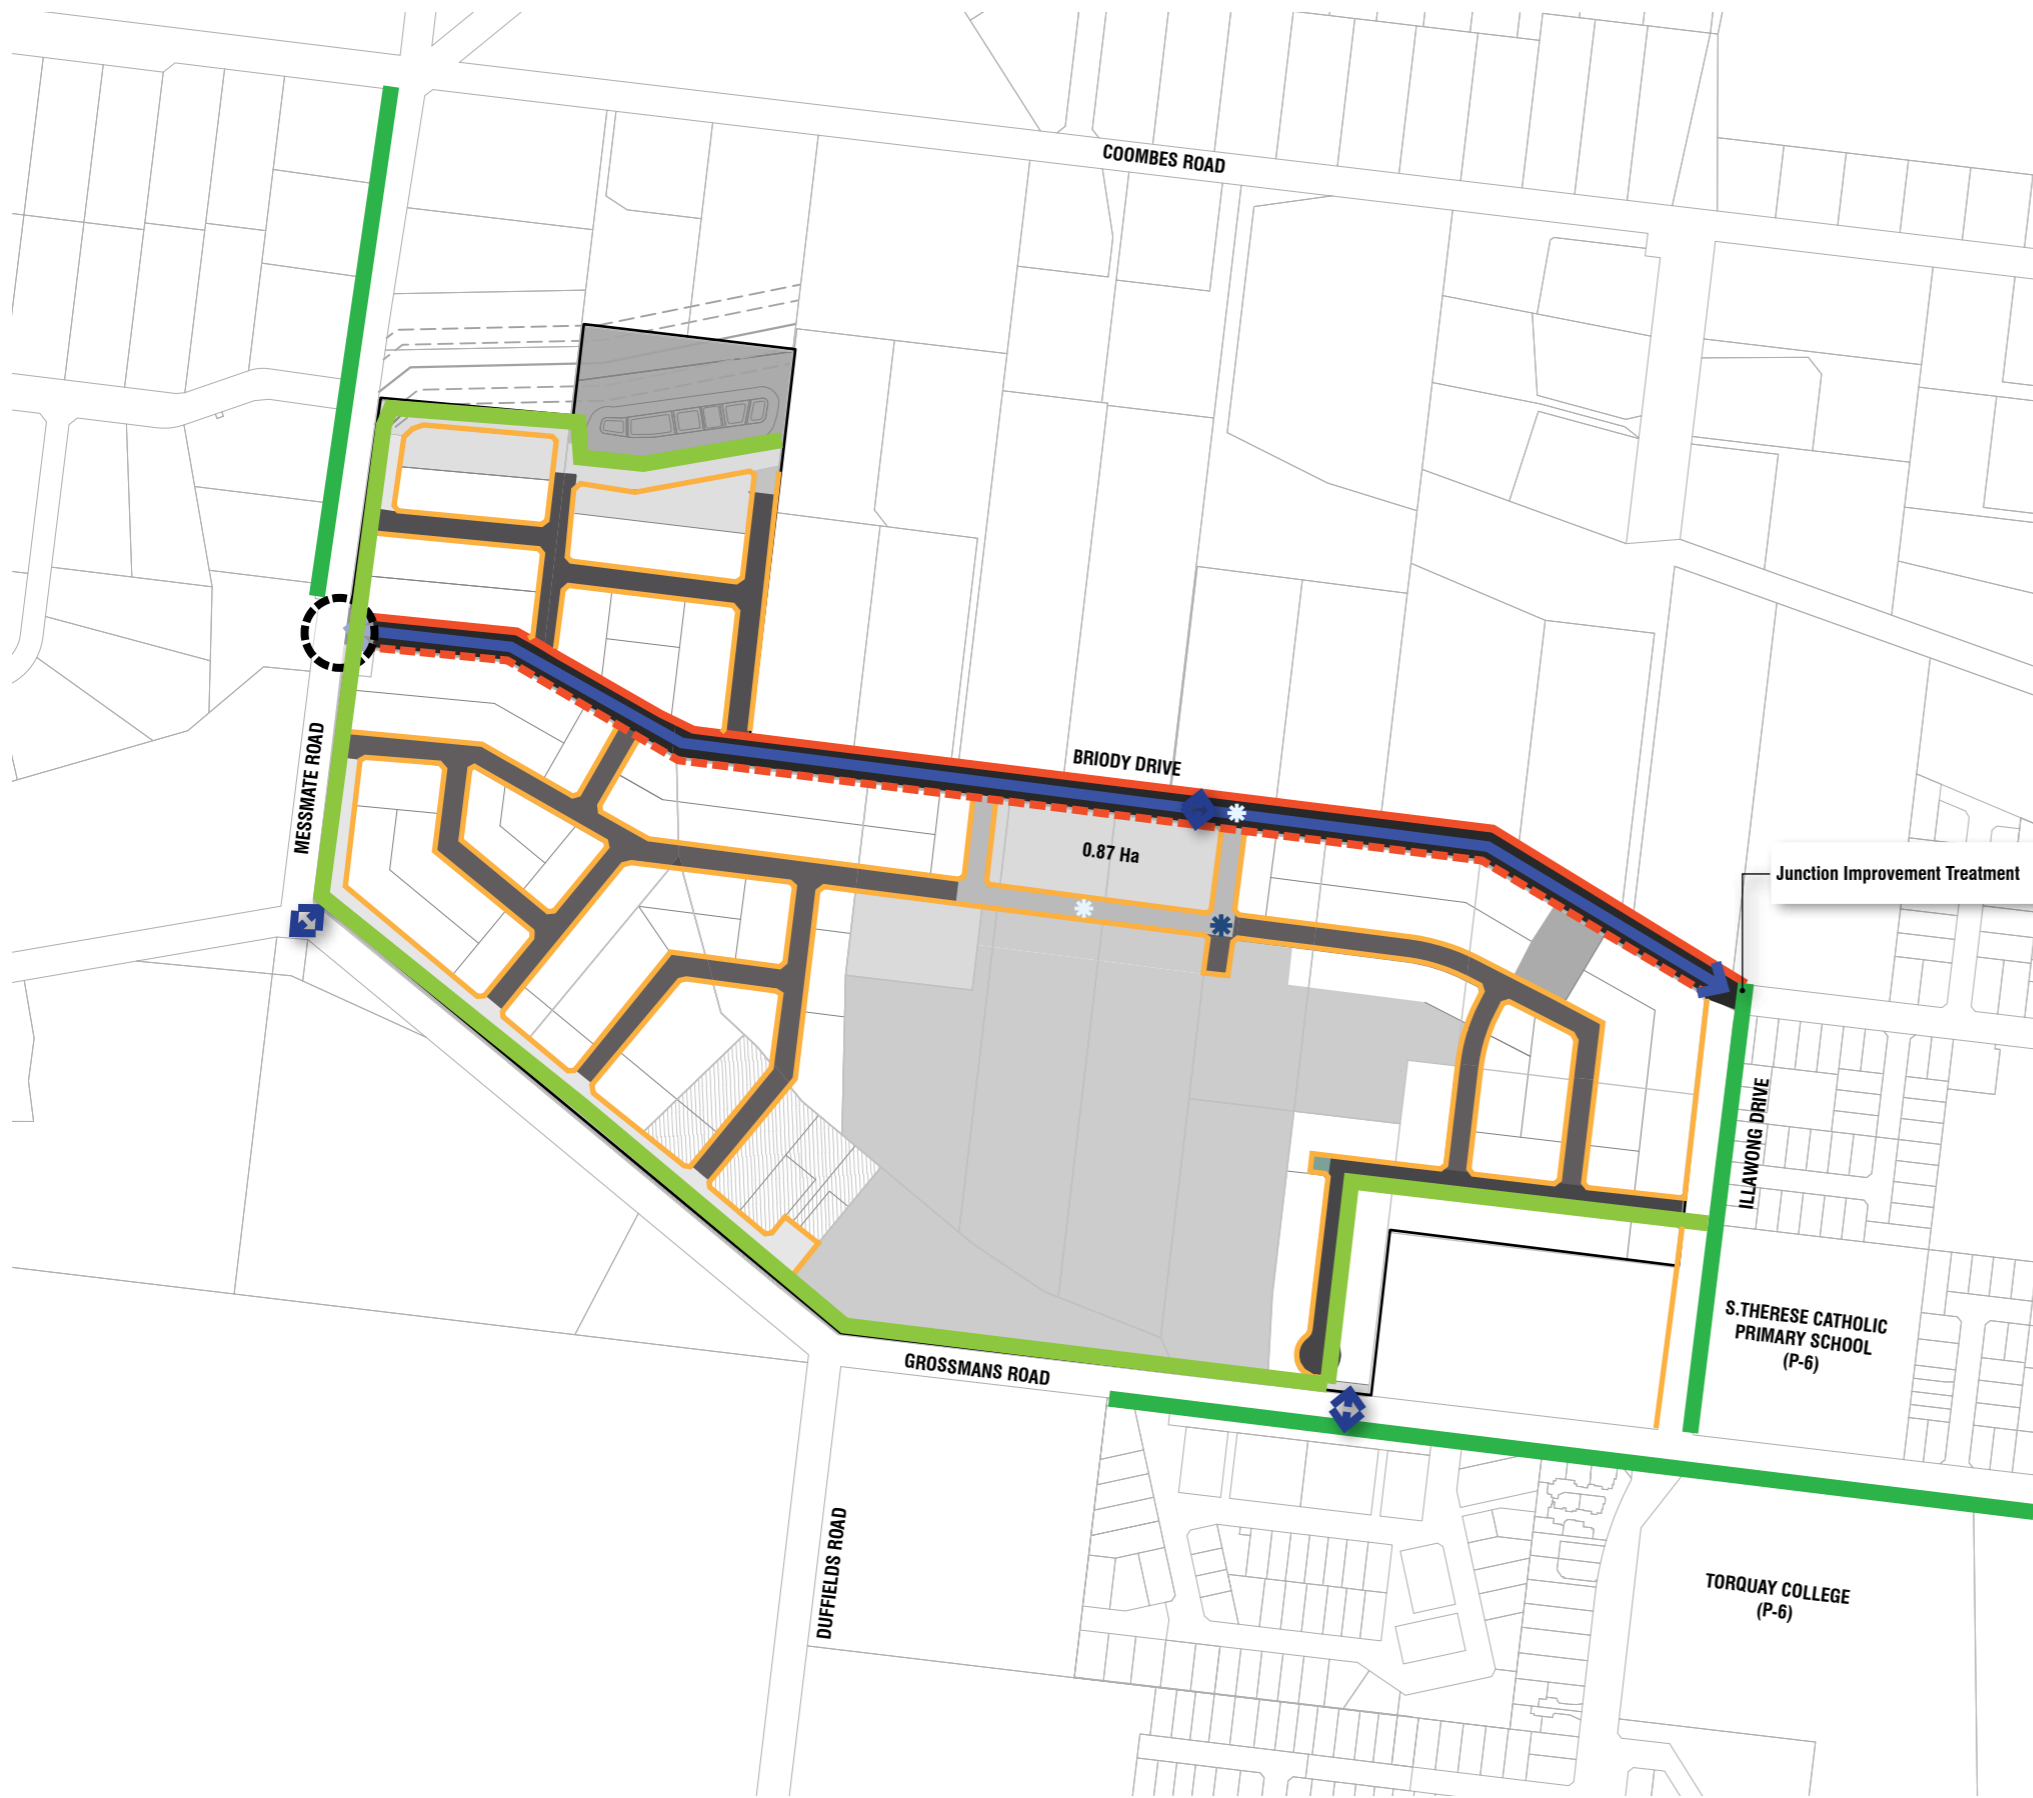 COOMBES ROAD
MESSMATE ROAD
BRIODY DRIVE
0.87 Ha
Junction Improvement Treatment
ILLAWONG DRIVE
S.THERESE CATHOLIC
PRIMARY SCHOOL
(P-6)
GROSSMANS ROAD
DUFFIELDS ROAD
TORQUAY COLLEGE
(P-6)